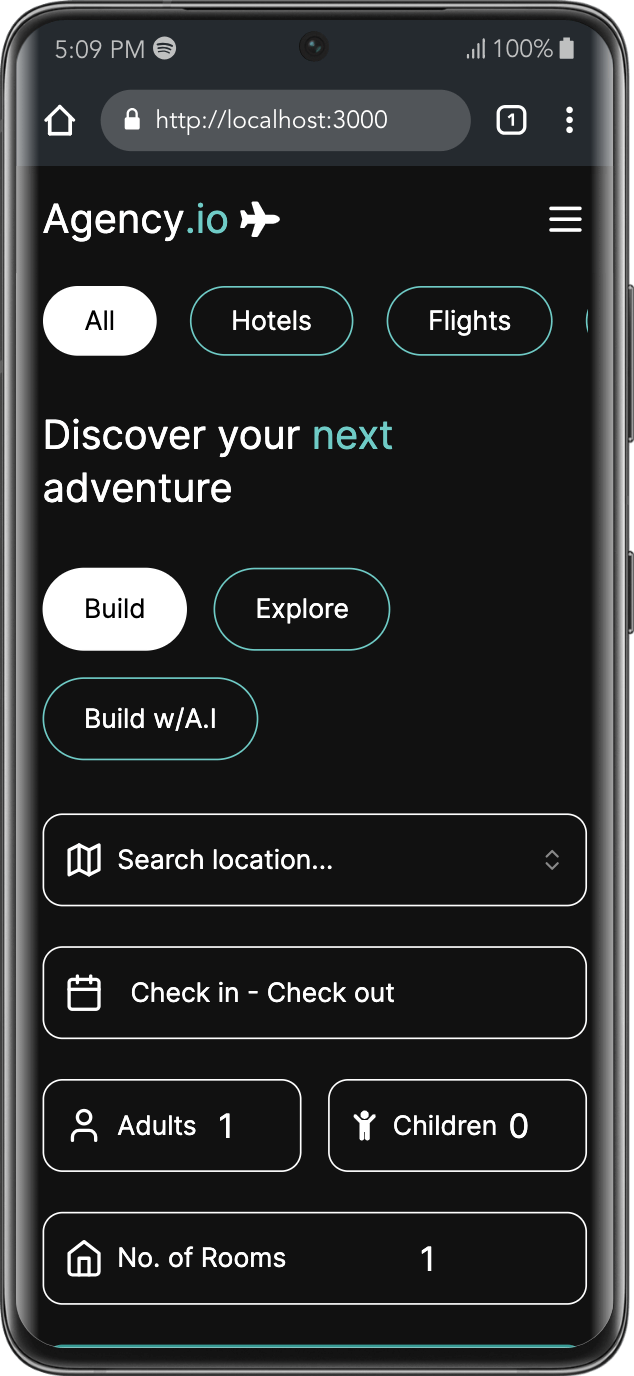 5:09 PM 100%
http://localhost:3000 1
Agency.io
All Hotels Flights
Discover your next
adventure
Build Explore
Build w/A.I
Search location...
Check in - Check out
Adults 1 Children 0
No. of Rooms 1